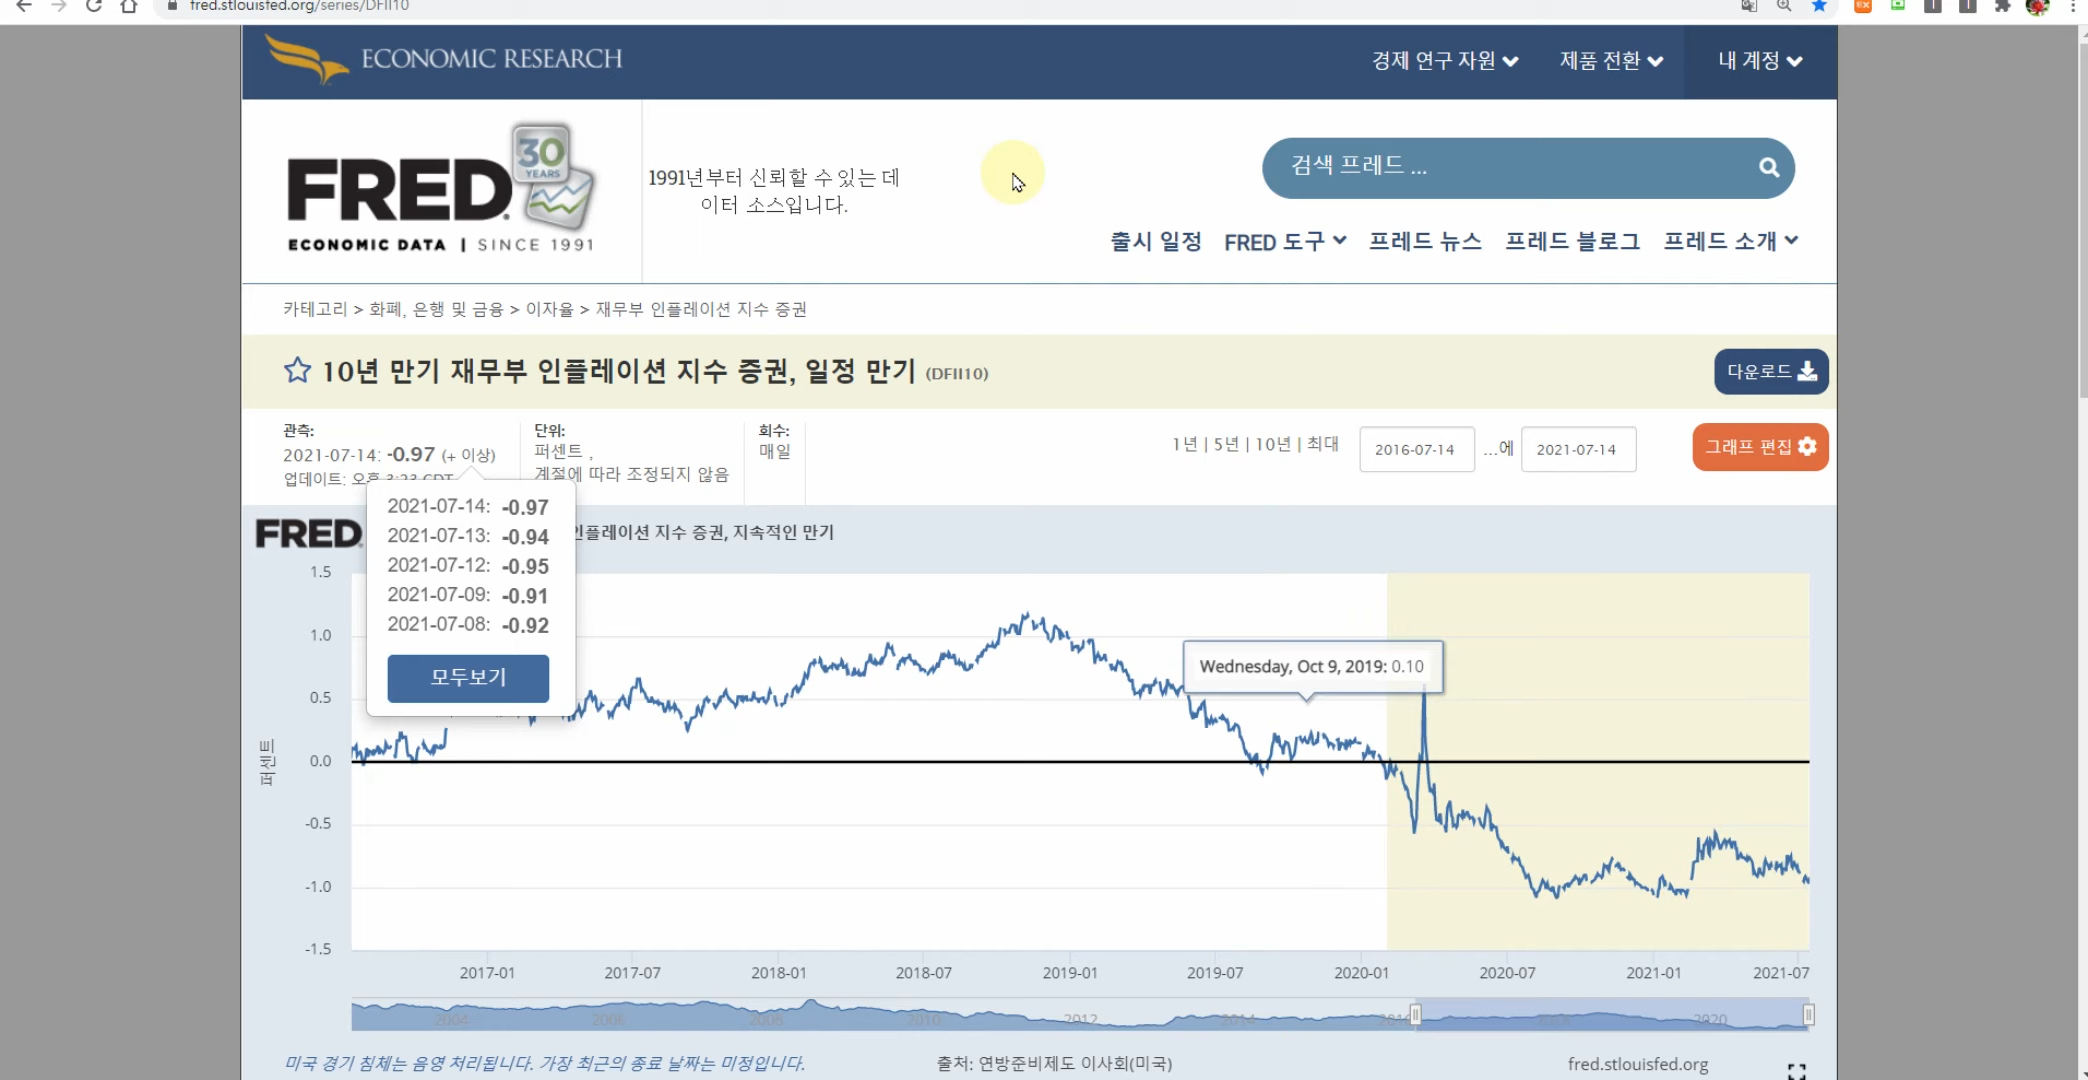 fred.stlouisfed.org/series/DFII10
ECONOMIC RESEARCH
경제 연구 자원
제품 전환
내 계정
FRED
30
YEARS
ECONOMIC DATA | SINCE 1991
1991년부터 신뢰할 수 있는 데
이터 소스입니다.
검색 프레드 ...
출시 일정 FRED 도구 프레드 뉴스 프레드 블로그 프레드 소개
카테고리 > 화폐, 은행 및 금융 > 이자율 > 재무부 인플레이션 지수 증권
10년 만기 재무부 인플레이션 지수 증권, 일정 만기 (DFII10)
다운로드
관측:
2021-07-14: -0.97 (+ 이상)
업데이트: 오후 3:23 CDT
단위:
퍼센트 ,
계절에 따라 조정되지 않음
회수:
매일
1년 | 5년 | 10년 | 최대
2016-07-14 ...에 2021-07-14
그래프 편집
2021-07-14: -0.97
2021-07-13: -0.94
2021-07-12: -0.95
2021-07-09: -0.91
2021-07-08: -0.92
모두보기
FRED
인플레이션 지수 증권, 지속적인 만기
1.5
1.0
0.5
0.0
-0.5
-1.0
-1.5
퍼센트
Wednesday, Oct 9, 2019: 0.10
2017-01 2017-07 2018-01 2018-07 2019-01 2019-07 2020-01 2020-07 2021-01 2021-07
2004 2006 2008 2010 2012 2014 2020
미국 경기 침체는 음영 처리됩니다. 가장 최근의 종료 날짜는 미정입니다.
출처: 연방준비제도 이사회(미국)
fred.stlouisfed.org